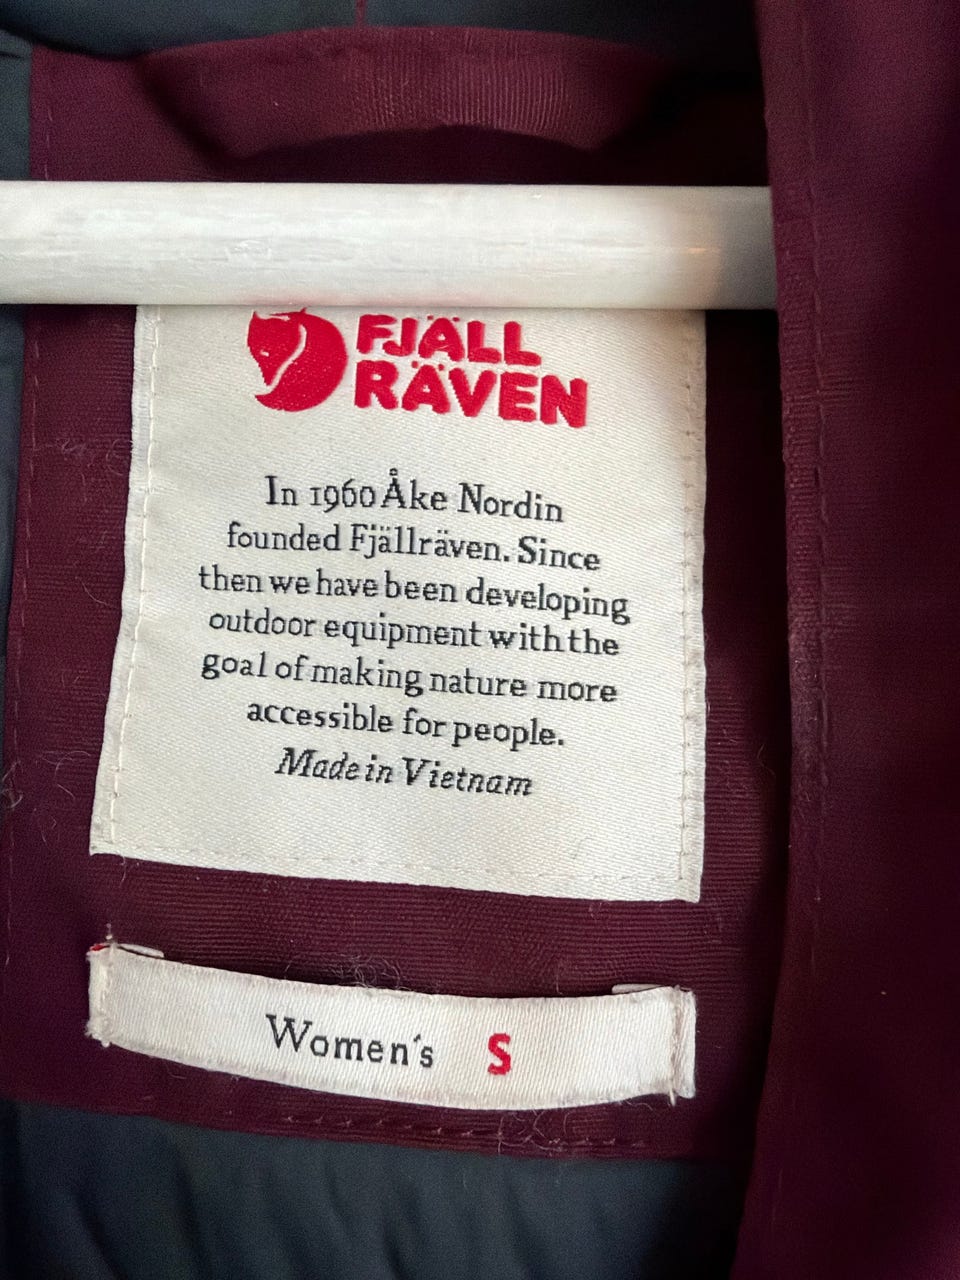 FJÄLL
RÄVEN
In 1960 Åke Nordin
founded Fjällräven. Since
then we have been developing
outdoor equipment with the
goal of making nature more
accessible for people.
Made in Vietnam
Women's S